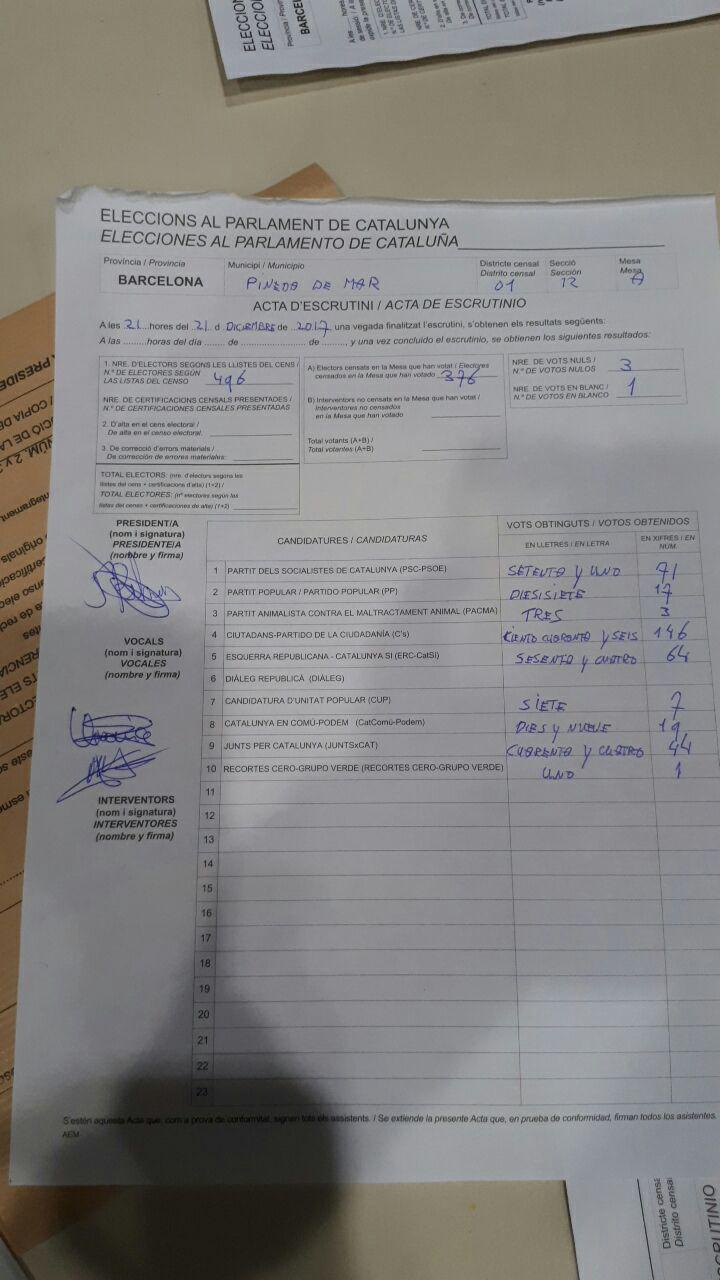 ELECCIONS AL PARLAMENT DE CATALUNYA
ELECCIONES AL PARLAMENTO DE CATALUÑA
Província / Provincia
BARCELONA
Municipi / Municipio
PINEDA DE MAR
Districte censal
Distrito censal
01
Secció
Sección
12
Mesa
Mesa
A
ACTA D'ESCRUTINI / ACTA DE ESCRUTINIO
A les 21 hores del 21 d DICIEMBRE de 2017 una vegada finalitzat l'escrutini, s'obtenen els resultats següents:
A las ......... horas del día ........ de ........................ de ........, y una vez concluido el escrutinio, se obtienen los siguientes resultados:
1. NRE. D'ELECTORS SEGONS LES LLISTES DEL CENS /
N.º DE ELECTORES SEGÚN
LAS LISTAS DEL CENSO 496
NRE. DE CERTIFICACIONS CENSALS PRESENTADES /
N.º DE CERTIFICACIONES CENSALES PRESENTADAS
2. D'alta en el cens electoral /
De alta en el censo electoral.
3. De correcció d'errors materials /
De corrección de errores materiales:
TOTAL ELECTORS: (nre. d'electors segons les
llistes del cens + certificacions d'alta) (1+2) /
TOTAL ELECTORES: (nº electores según las
listas del censo + certificaciones de alta) (1+2)
A) Electors censats en la Mesa que han votat / Electores
censados en la Mesa que han votado 376
B) Interventors no censats en la Mesa que han votat /
Interventores no censados
en la Mesa que han votado
Total votants (A+B) /
Total votantes (A+B)
NRE. DE VOTS NULS /
N.º DE VOTOS NULOS 3
NRE. DE VOTS EN BLANC /
N.º DE VOTOS EN BLANCO 1
PRESIDENT/A
(nom i signatura)
PRESIDENTE/A
(nombre y firma)
VOCALS
(nom i signatura)
VOCALES
(nombre y firma)
INTERVENTORS
(nom i signatura)
INTERVENTORES
(nombre y firma)
CANDIDATURES / CANDIDATURAS
VOTS OBTINGUTS / VOTOS OBTENIDOS
EN LLETRES / EN LETRA
EN XIFRES / EN NUM.
1 PARTIT DELS SOCIALISTES DE CATALUNYA (PSC-PSOE) SETENTA Y UNO 71
2 PARTIT POPULAR / PARTIDO POPULAR (PP) DIESISIETE 17
3 PARTIT ANIMALISTA CONTRA EL MALTRACTAMENT ANIMAL (PACMA) TRES 3
4 CIUTADANS-PARTIDO DE LA CIUDADANÍA (C's) CIENTO CUARENTA Y SEIS 146
5 ESQUERRA REPUBLICANA - CATALUNYA SÍ (ERC-CatSí) SESENTA Y CUATRO 64
6 DIÀLEG REPUBLICÀ (DIÀLEG)
7 CANDIDATURA D'UNITAT POPULAR (CUP) SIETE 7
8 CATALUNYA EN COMÚ-PODEM (CatComú-Podem) DIES Y NUEVE 19
9 JUNTS PER CATALUNYA (JUNTSxCAT) CUARENTA Y CUATRO 44
10 RECORTES CERO-GRUPO VERDE (RECORTES CERO-GRUPO VERDE) UNO 1
11
12
13
14
15
16
17
18
19
20
21
22
23
S'estén aquesta Acta que, com a prova de conformitat, signen tots els assistents. / Se extiende la presente Acta que, en prueba de conformidad, firman todos los asistentes.
AEM
Districte censal
Distrito censal